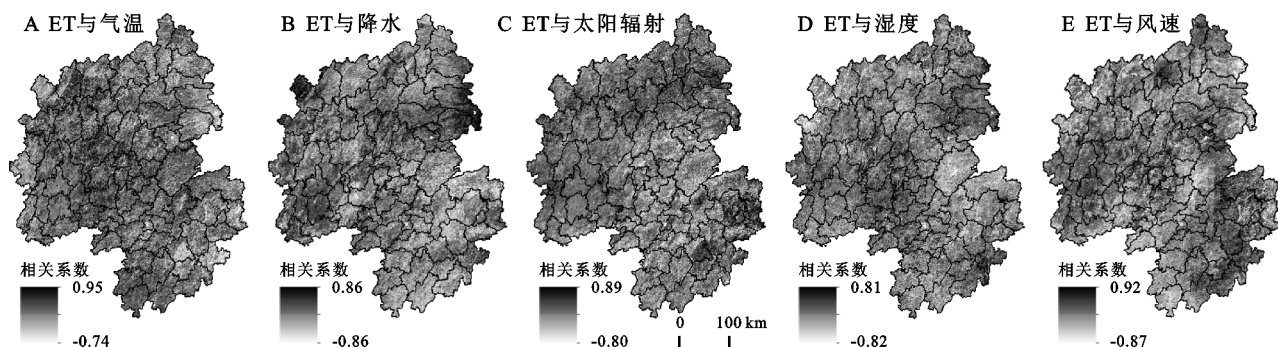 A ET与气温
B ET与降水
C ET与太阳辐射
D ET与湿度
E ET与风速
相关系数
0.95
-0.74
相关系数
0.86
-0.86
相关系数
0.89
-0.80
0 100 km
相关系数
0.81
-0.82
相关系数
0.92
-0.87